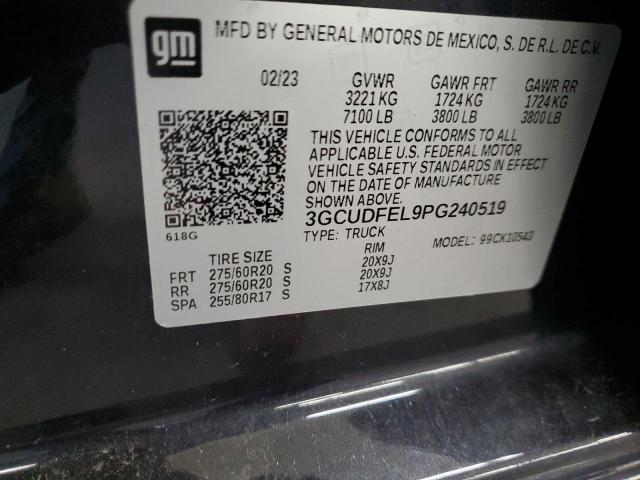 gm
MFD BY GENERAL MOTORS DE MEXICO, S. DE R.L. DE C.V.
02/23 GVWR GAWR FRT GAWR RR
3221 KG 1724 KG 1724 KG
7100 LB 3800 LB 3800 LB
THIS VEHICLE CONFORMS TO ALL
APPLICABLE U.S. FEDERAL MOTOR
VEHICLE SAFETY STANDARDS IN EFFECT
ON THE DATE OF MANUFACTURE
3GCUDFEL9PG240519
618G
TYPE: TRUCK MODEL: 99CK10543
TIRE SIZE RIM
FRT 275/60R20 S 20X9J
RR 275/60R20 S 20X9J
SPA 255/80R17 S 17X8J